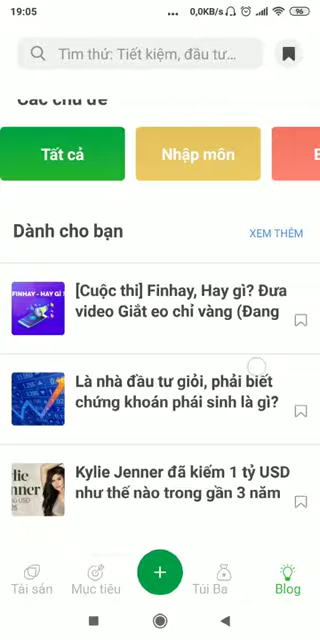 19:05
... 0,0KB/s
96
Tìm thứ: Tiết kiệm, đầu tư...
Các chủ đề
Tất cả
Nhập môn
Dành cho bạn
XEM THÊM
FINHAY - HAY GÌ
[Cuộc thi] Finhay, Hay gì? Đưa
video Giắt eo chỉ vàng (Đang
Là nhà đầu tư giỏi, phải biết
chứng khoán phái sinh là gì?
Kylie Jenner đã kiếm 1 tỷ USD
như thế nào trong gần 3 năm
Tài sản
Mục tiêu
Túi Ba
Blog